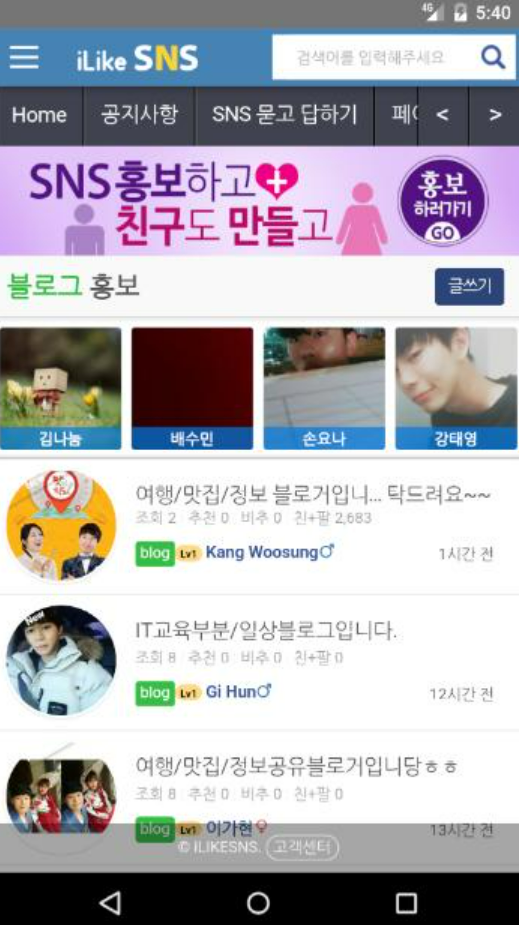 4G 5:40
iLike SNS 검색어를 입력해주세요
Home 공지사항 SNS 묻고 답하기 < >
SNS홍보하고
친구도 만들고
홍보
하러가기
GO
블로그 홍보 글쓰기
김나눔 배수민 손요나 강태영
여행/맛집/정보 블로거입니... 닥드려요~~
조회 2 추천 0 비추 0 친+팔 2,683
blog Lv1 Kang Woosung♂ 1시간 전
New
IT교육부분/일상블로그입니다.
조회 8 추천 0 비추 0 친+팔 0
blog Lv1 Gi Hun♂ 12시간 전
여행/맛집/정보공유블로거입니당ㅎㅎ
조회 8 추천 0 비추 0 친+팔 0
blog Lv1 이가현♀ 13시간 전
© ILIKESNS. 고객센터